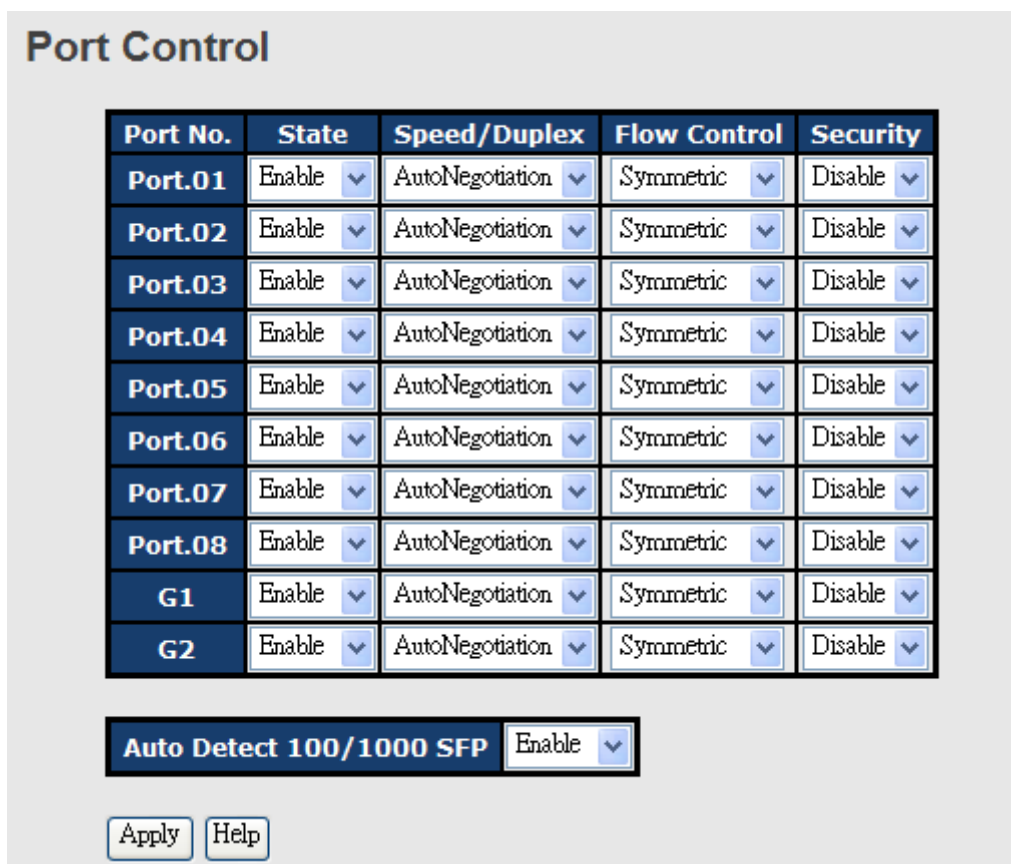 Port Control
Port No. State Speed/Duplex Flow Control Security
Port.01 Enable AutoNegotiation Symmetric Disable
Port.02 Enable AutoNegotiation Symmetric Disable
Port.03 Enable AutoNegotiation Symmetric Disable
Port.04 Enable AutoNegotiation Symmetric Disable
Port.05 Enable AutoNegotiation Symmetric Disable
Port.06 Enable AutoNegotiation Symmetric Disable
Port.07 Enable AutoNegotiation Symmetric Disable
Port.08 Enable AutoNegotiation Symmetric Disable
G1 Enable AutoNegotiation Symmetric Disable
G2 Enable AutoNegotiation Symmetric Disable
Auto Detect 100/1000 SFP Enable
Apply Help